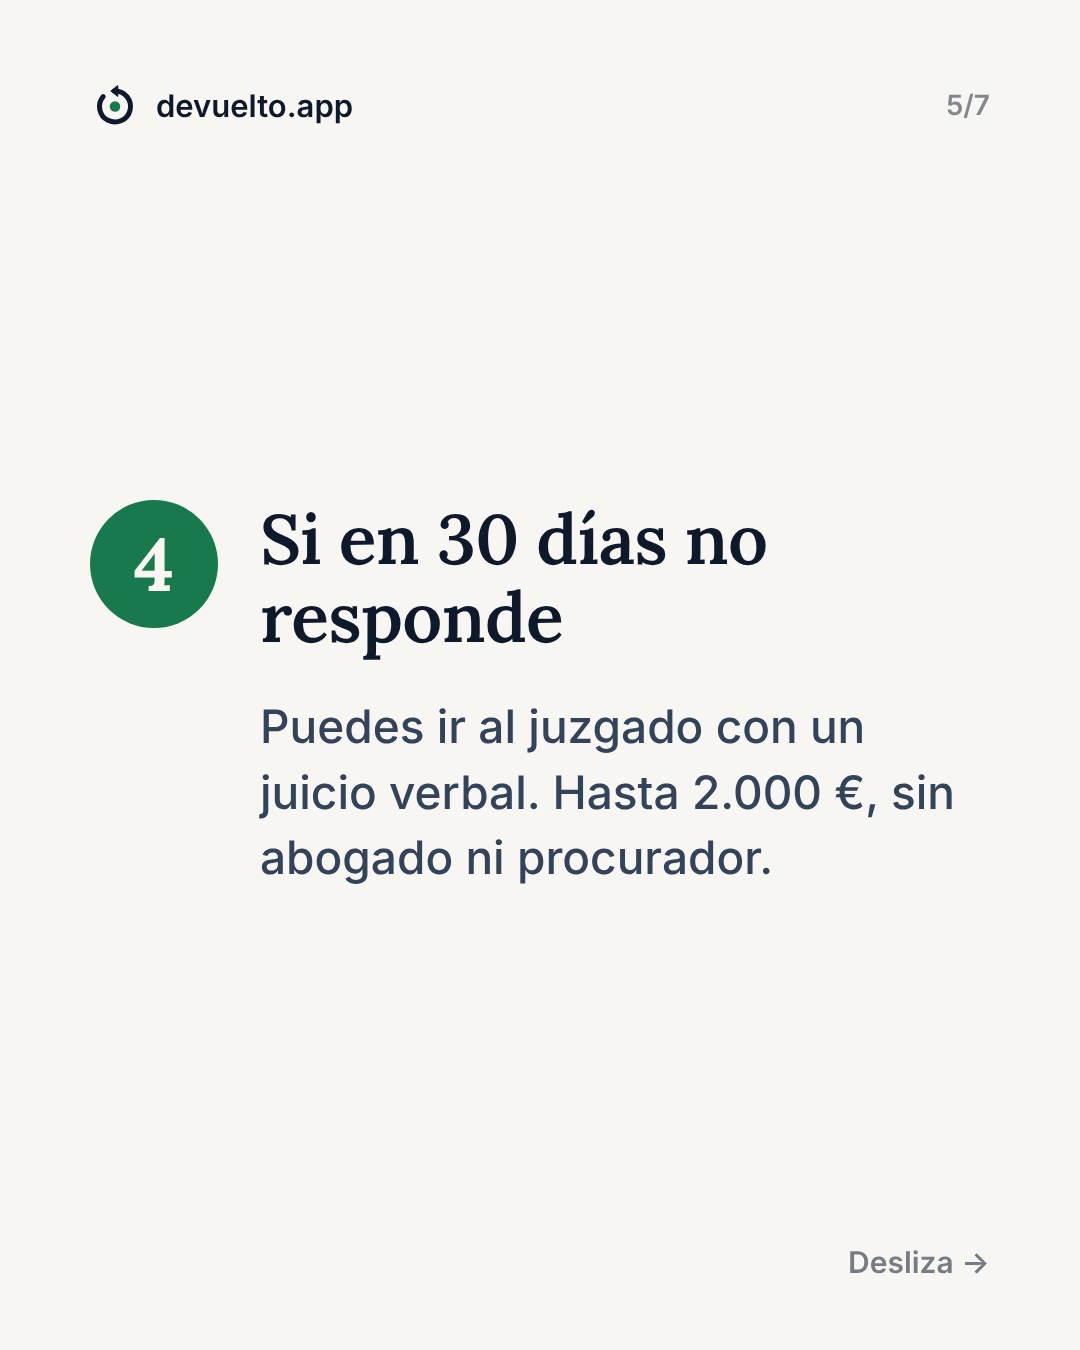 devuelto.app
5/7
4
Si en 30 días no
responde
Puedes ir al juzgado con un
juicio verbal. Hasta 2.000 €, sin
abogado ni procurador.
Desliza →